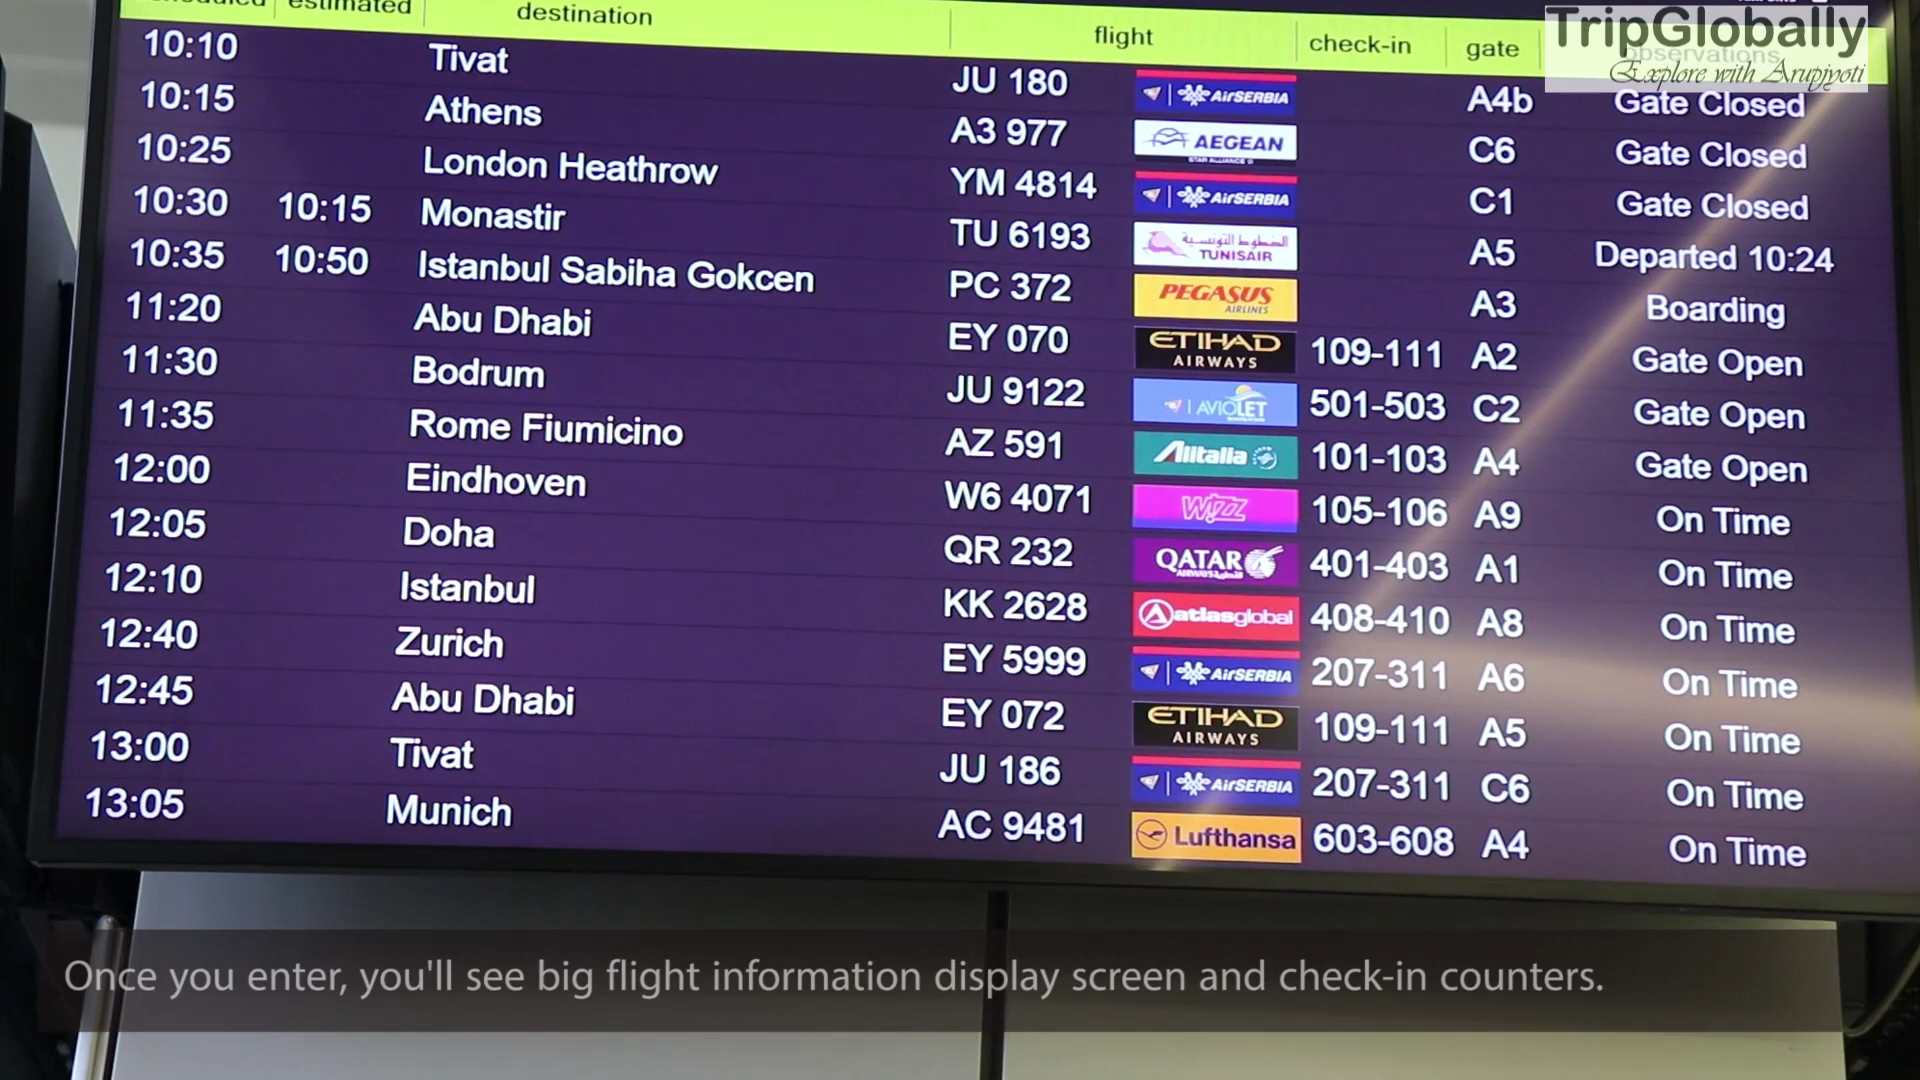 scheduled estimated destination flight check-in gate observations
TripGlobally
Explore with Arupjyoti
10:10 Tivat JU 180 AirSERBIA A4b Gate Closed
10:15 Athens A3 977 AEGEAN STAR ALLIANCE C6 Gate Closed
10:25 London Heathrow YM 4814 AirSERBIA C1 Gate Closed
10:30 10:15 Monastir TU 6193 الخطوط التونسية TUNISAIR A5 Departed 10:24
10:35 10:50 Istanbul Sabiha Gokcen PC 372 PEGASUS AIRLINES A3 Boarding
11:20 Abu Dhabi EY 070 ETIHAD AIRWAYS 109-111 A2 Gate Open
11:30 Bodrum JU 9122 AVIOLET 501-503 C2 Gate Open
11:35 Rome Fiumicino AZ 591 Alitalia 101-103 A4 Gate Open
12:00 Eindhoven W6 4071 WIZZ 105-106 A9 On Time
12:05 Doha QR 232 QATAR AIRWAYS القطرية 401-403 A1 On Time
12:10 Istanbul KK 2628 atlasglobal 408-410 A8 On Time
12:40 Zurich EY 5999 AirSERBIA 207-311 A6 On Time
12:45 Abu Dhabi EY 072 ETIHAD AIRWAYS 109-111 A5 On Time
13:00 Tivat JU 186 AirSERBIA 207-311 C6 On Time
13:05 Munich AC 9481 Lufthansa 603-608 A4 On Time
Once you enter, you'll see big flight information display screen and check-in counters.